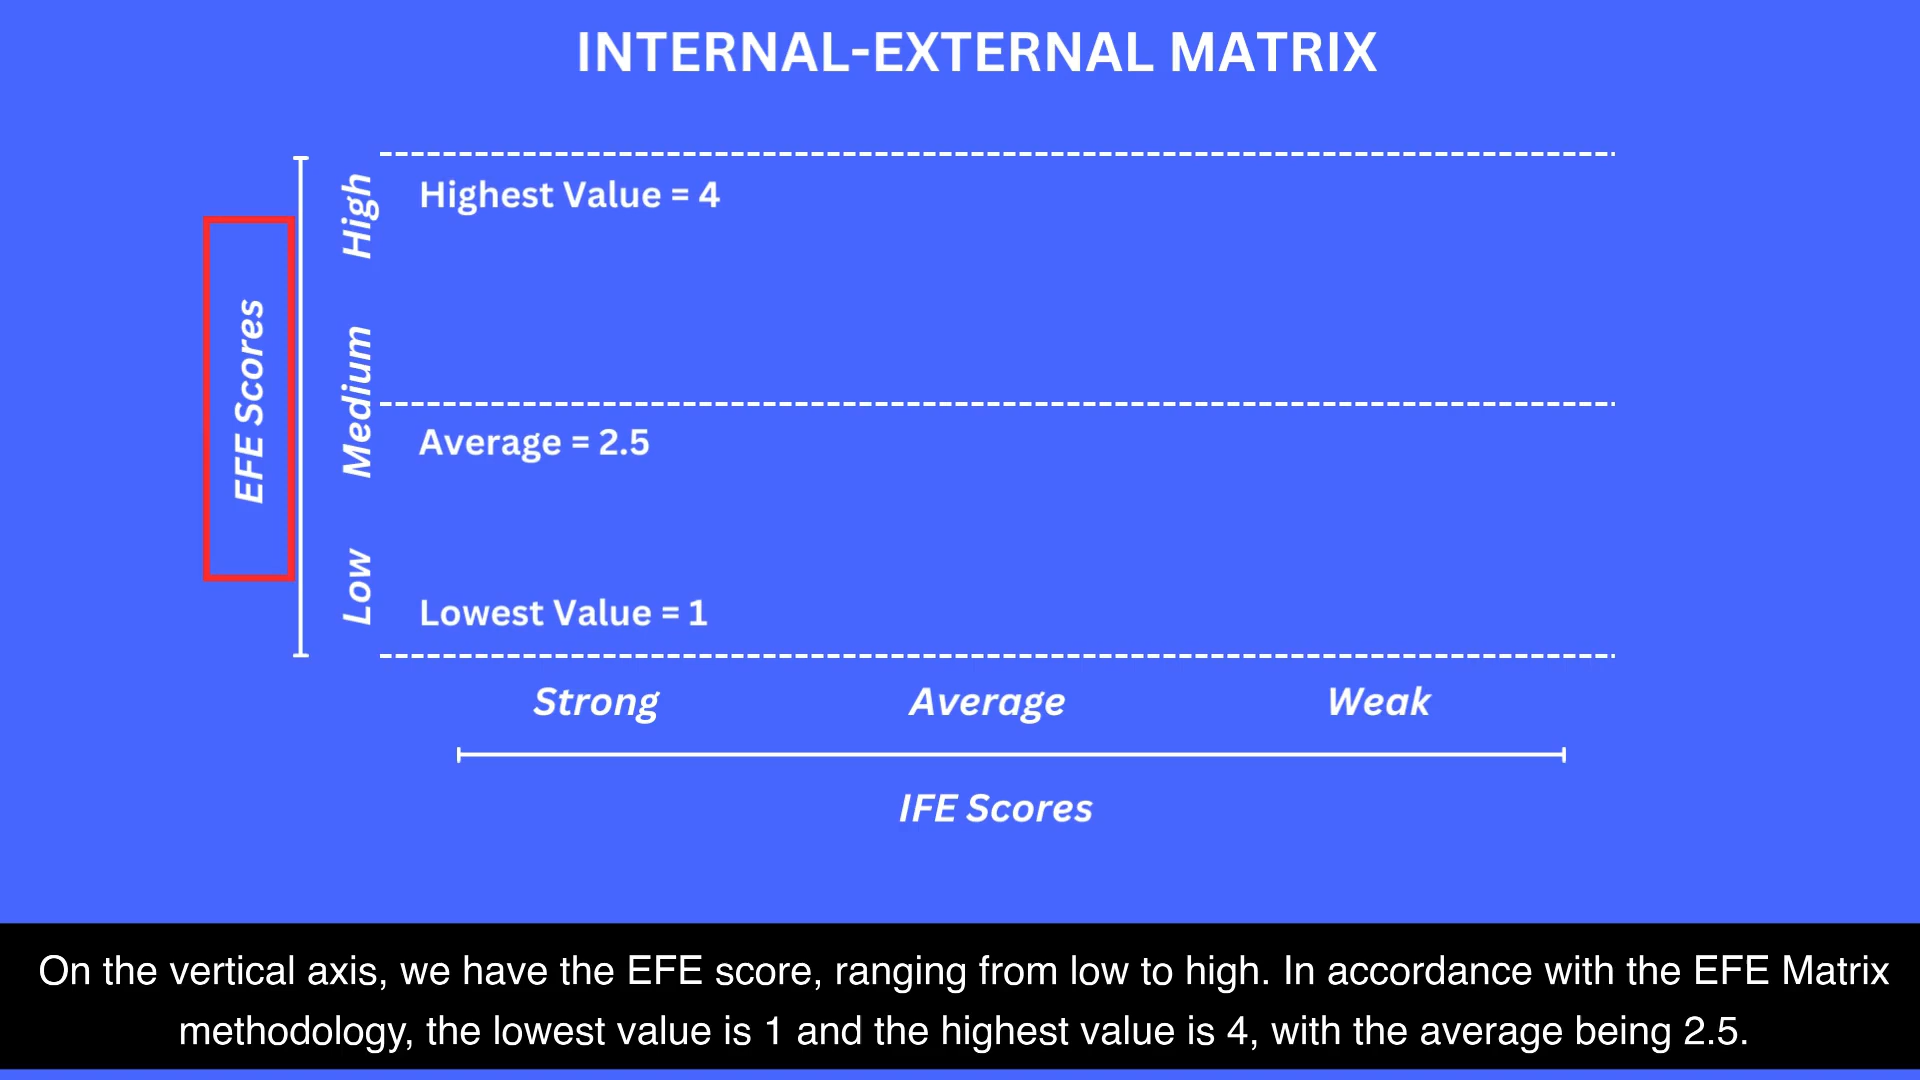 INTERNAL-EXTERNAL MATRIX
EFE Scores
High
Medium
Low
Highest Value = 4
Average = 2.5
Lowest Value = 1
Strong
Average
Weak
IFE Scores
On the vertical axis, we have the EFE score, ranging from low to high. In accordance with the EFE Matrix
methodology, the lowest value is 1 and the highest value is 4, with the average being 2.5.